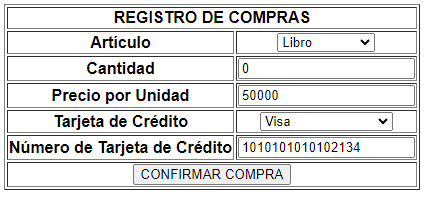 REGISTRO DE COMPRAS
Artículo Libro
Cantidad 0
Precio por Unidad 50000
Tarjeta de Crédito Visa
Número de Tarjeta de Crédito 1010101010102134
CONFIRMAR COMPRA